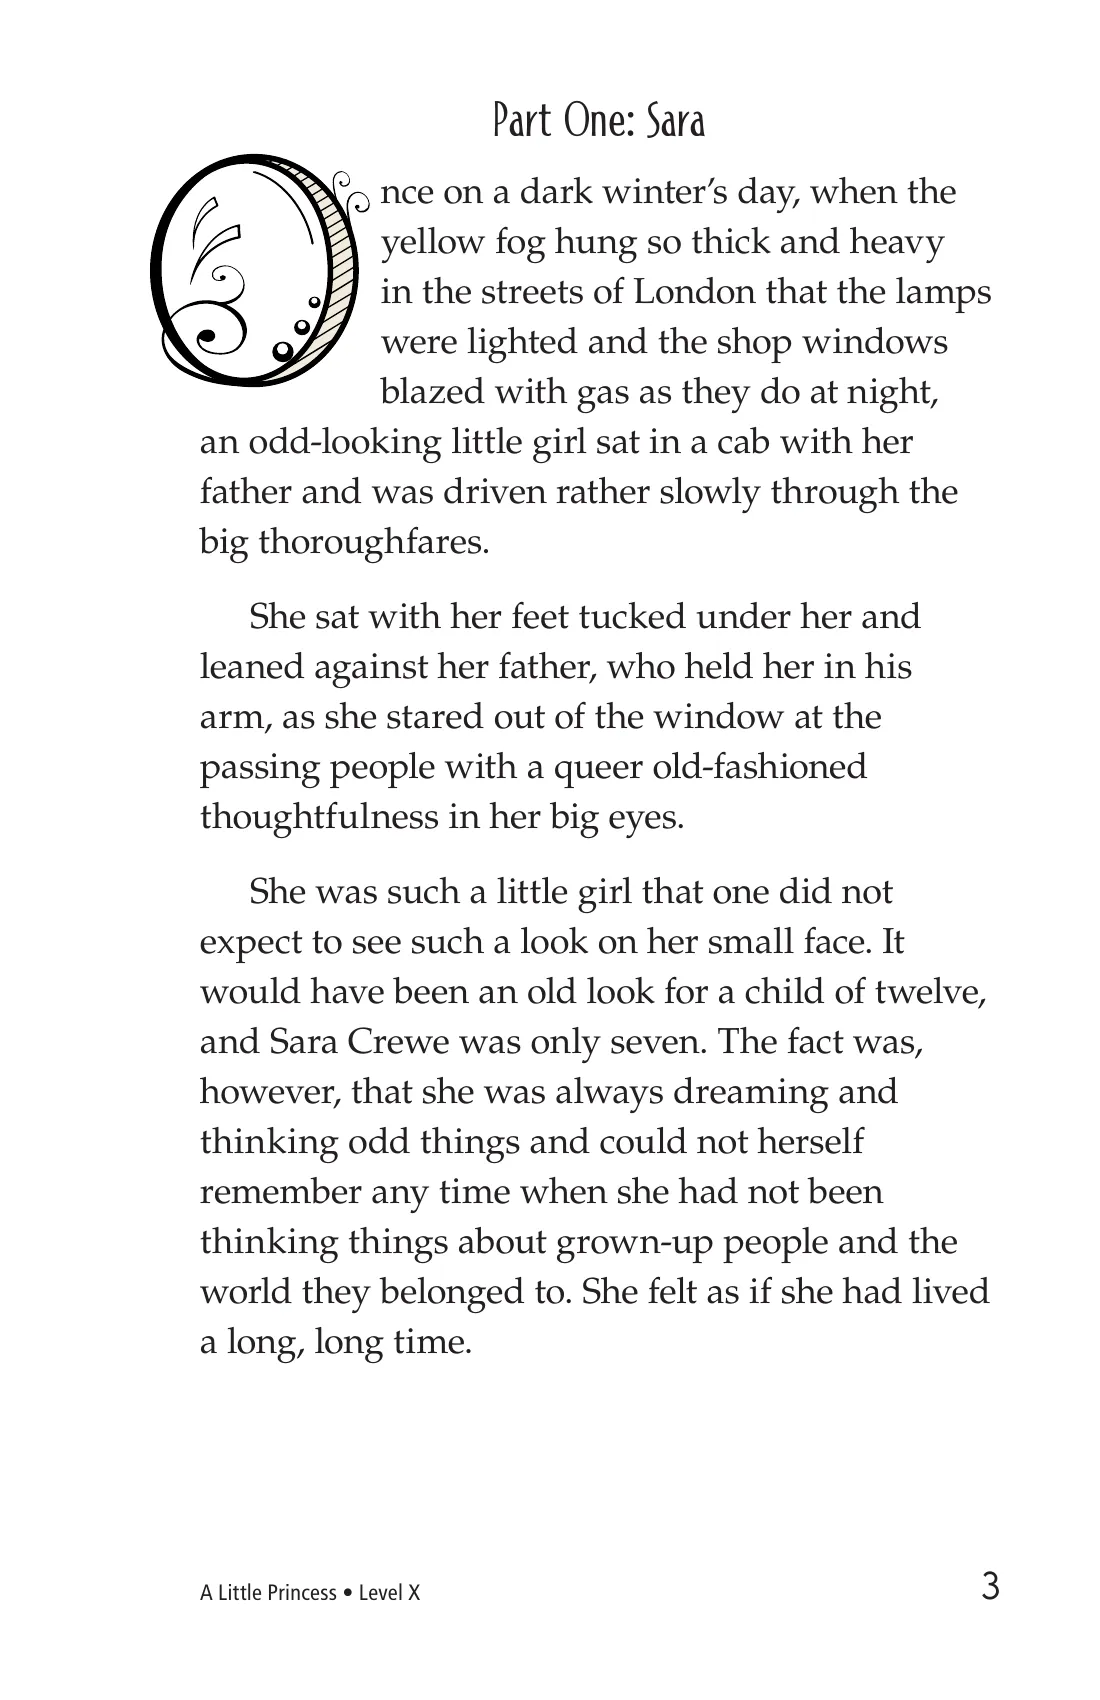 Part One: Sara
Once on a dark winter’s day, when the
yellow fog hung so thick and heavy
in the streets of London that the lamps
were lighted and the shop windows
blazed with gas as they do at night,
an odd-looking little girl sat in a cab with her
father and was driven rather slowly through the
big thoroughfares.
She sat with her feet tucked under her and
leaned against her father, who held her in his
arm, as she stared out of the window at the
passing people with a queer old-fashioned
thoughtfulness in her big eyes.
She was such a little girl that one did not
expect to see such a look on her small face. It
would have been an old look for a child of twelve,
and Sara Crewe was only seven. The fact was,
however, that she was always dreaming and
thinking odd things and could not herself
remember any time when she had not been
thinking things about grown-up people and the
world they belonged to. She felt as if she had lived
a long, long time.
A Little Princess • Level X
3